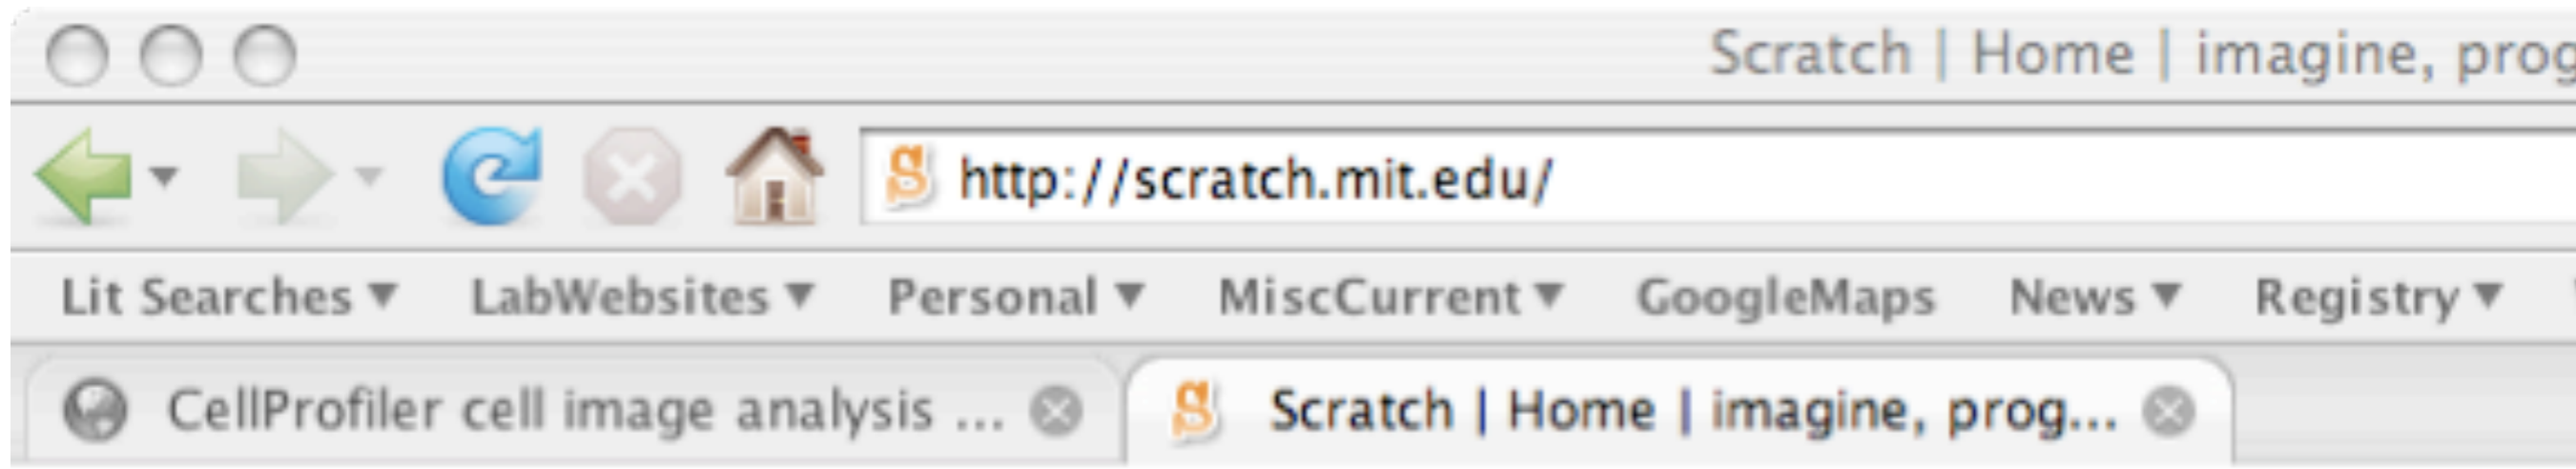 Scratch | Home | imagine, prog
http://scratch.mit.edu/
Lit Searches ▼ LabWebsites ▼ Personal ▼ MiscCurrent ▼ GoogleMaps News ▼ Registry ▼
CellProfiler cell image analysis ... Scratch | Home | imagine, prog...